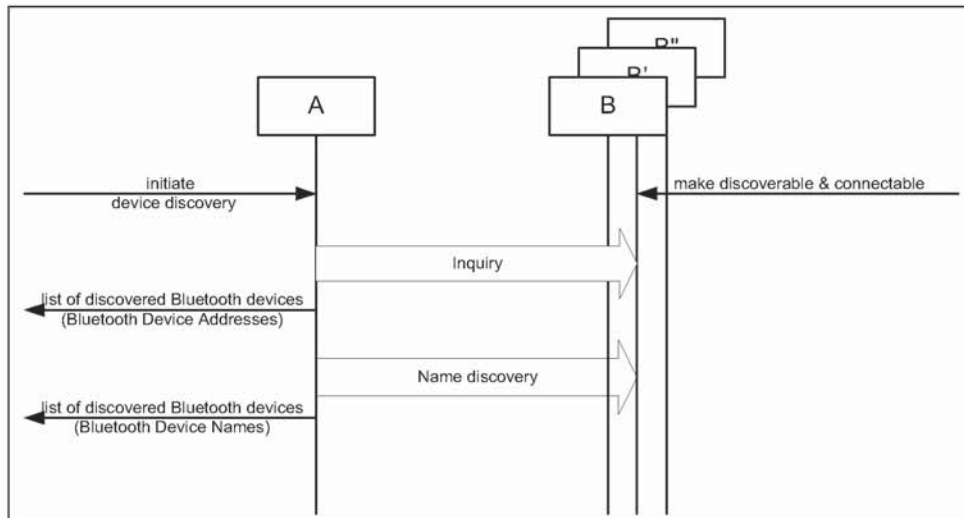 B"
B'
A
B
initiate
device discovery
make discoverable & connectable
Inquiry
list of discovered Bluetooth devices
(Bluetooth Device Addresses)
Name discovery
list of discovered Bluetooth devices
(Bluetooth Device Names)